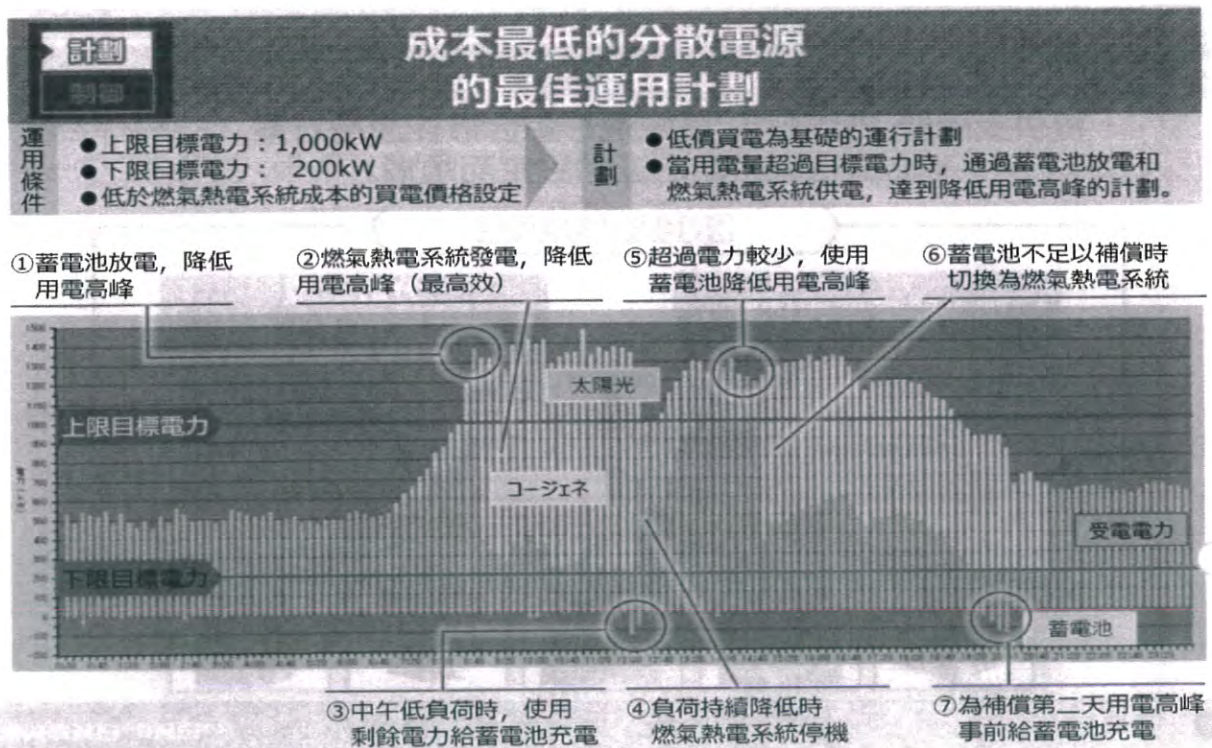 計劃
制御
成本最低的分散電源
的最佳運用計劃
運用條件
●上限目標電力：1,000kW
●下限目標電力： 200kW
●低於燃氣熱電系統成本的買電價格設定
計劃
●低價買電為基礎的運行計劃
●當用電量超過目標電力時，通過蓄電池放電和
燃氣熱電系統供電，達到降低用電高峰的計劃。
①蓄電池放電，降低
用電高峰
②燃氣熱電系統發電，降低
用電高峰（最高效）
⑤超過電力較少，使用
蓄電池降低用電高峰
⑥蓄電池不足以補償時
切換為燃氣熱電系統
太陽光
上限目標電力
コージェネ
受電電力
下限目標電力
蓄電池
③中午低負荷時，使用
剩餘電力給蓄電池充電
④負荷持續降低時
燃氣熱電系統停機
⑦為補償第二天用電高峰
事前給蓄電池充電